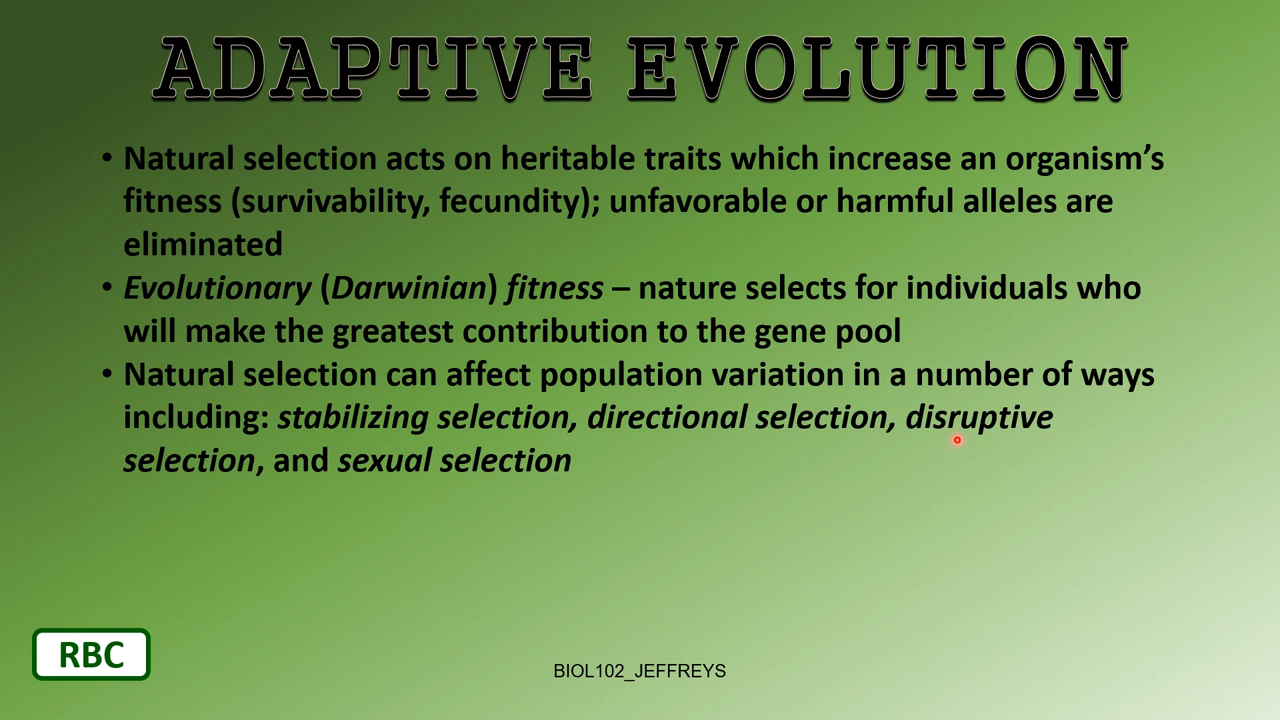 ADAPTIVE EVOLUTION
• Natural selection acts on heritable traits which increase an organism’s
fitness (survivability, fecundity); unfavorable or harmful alleles are
eliminated
• Evolutionary (Darwinian) fitness – nature selects for individuals who
will make the greatest contribution to the gene pool
• Natural selection can affect population variation in a number of ways
including: stabilizing selection, directional selection, disruptive
selection, and sexual selection
RBC
BIOL102_JEFFREYS